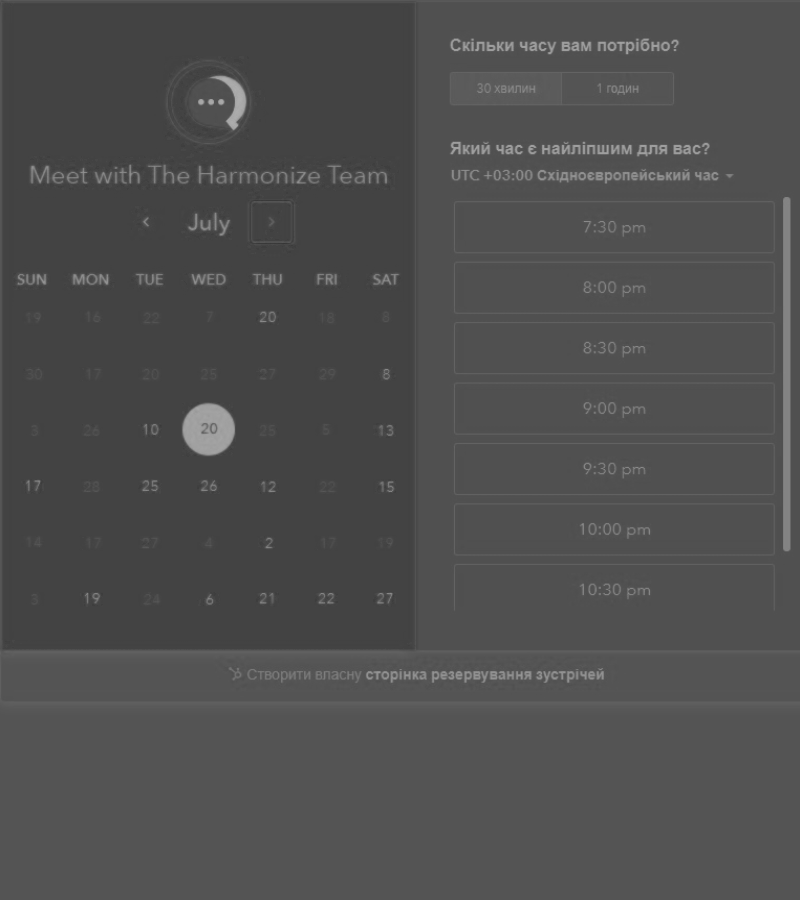 Meet with The Harmonize Team
July
SUN MON TUE WED THU FRI SAT
19 16 22 7 20 18 8
30 17 20 25 27 29 8
3 26 10 20 25 5 13
17 28 25 26 12 22 15
14 17 27 4 2 17 19
3 19 24 6 21 22 27
Скільки часу вам потрібно?
30 хвилин 1 годин
Який час є найліпшим для вас?
UTC +03:00 Східноєвропейський час
7:30 pm
8:00 pm
8:30 pm
9:00 pm
9:30 pm
10:00 pm
10:30 pm
Створити власну сторінка резервування зустрічей